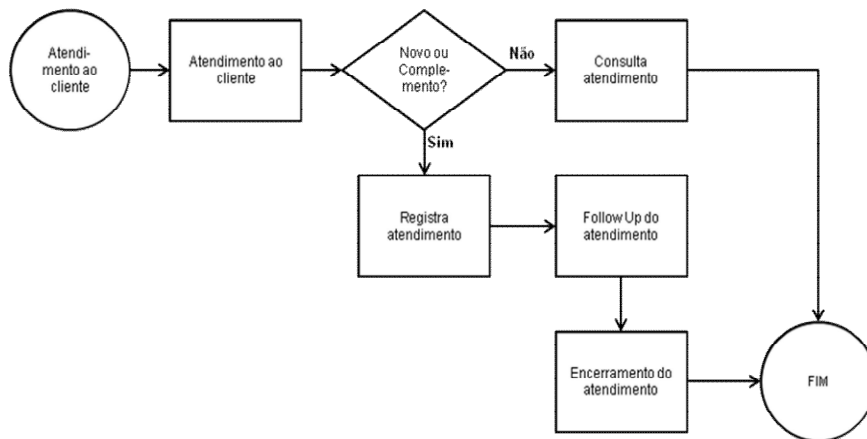 Atendi-
mento ao
cliente
Atendimento ao
cliente
Novo ou
Comple-
mento?
Não
Consulta
atendimento
Sim
Registra
atendimento
Follow Up do
atendimento
Encerramento do
atendimento
FIM